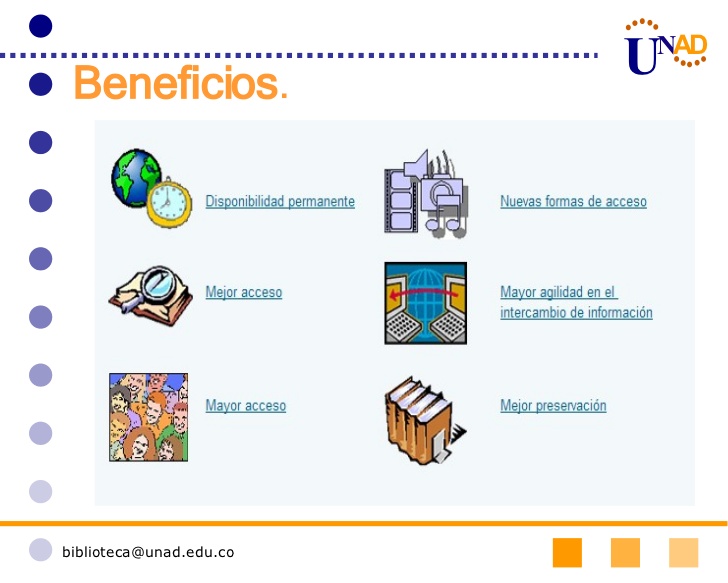 UNAD
Beneficios.
Disponibilidad permanente
Nuevas formas de acceso
Mejor acceso
Mayor agilidad en el
intercambio de información
Mayor acceso
Mejor preservación
biblioteca@unad.edu.co